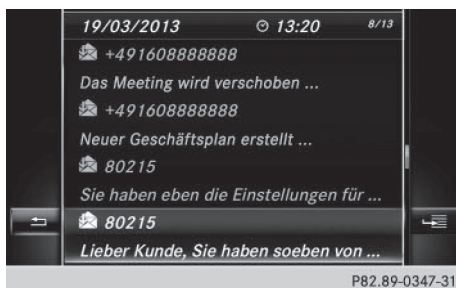 19/03/2013 13:20 8/13
+491608888888
Das Meeting wird verschoben ...
+491608888888
Neuer Geschäftsplan erstellt ...
80215
Sie haben eben die Einstellungen für ...
80215
Lieber Kunde, Sie haben soeben von ...
P82.89-0347-31